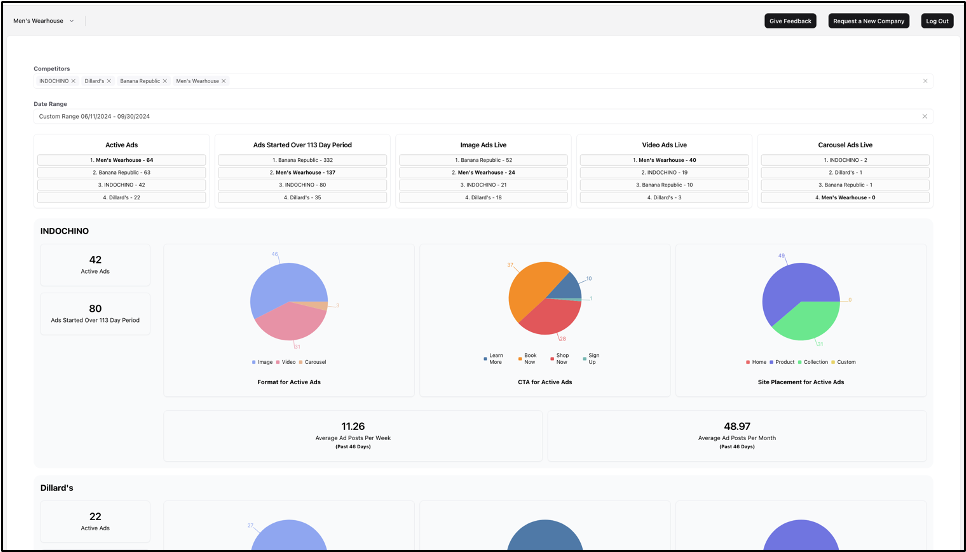 Men's Wearhouse
Give Feedback
Request a New Company
Log Out
Competitors
INDOCHINO
Dillard's
Banana Republic
Men's Wearhouse
Date Range
Custom Range 06/11/2024 - 09/30/2024
Active Ads
1. Men's Wearhouse - 64
2. Banana Republic - 63
3. INDOCHINO - 42
4. Dillard's - 22
Ads Started Over 113 Day Period
1. Banana Republic - 332
2. Men's Wearhouse - 137
3. INDOCHINO - 80
4. Dillard's - 35
Image Ads Live
1. Banana Republic - 52
2. Men's Wearhouse - 24
3. INDOCHINO - 21
4. Dillard's - 18
Video Ads Live
1. Men's Wearhouse - 40
2. INDOCHINO - 19
3. Banana Republic - 10
4. Dillard's - 3
Carousel Ads Live
1. INDOCHINO - 2
2. Dillard's - 1
3. Banana Republic - 1
4. Men's Wearhouse - 0
INDOCHINO
42
Active Ads
80
Ads Started Over 113 Day Period
Image
Video
Carousel
Format for Active Ads
37
10
1
28
Learn More
Book Now
Shop Now
Sign Up
CTA for Active Ads
49
Home
Product
Collection
Custom
Site Placement for Active Ads
11.26
Average Ad Posts Per Week
(Past 46 Days)
48.97
Average Ad Posts Per Month
(Past 46 Days)
Dillard's
22
Active Ads
27